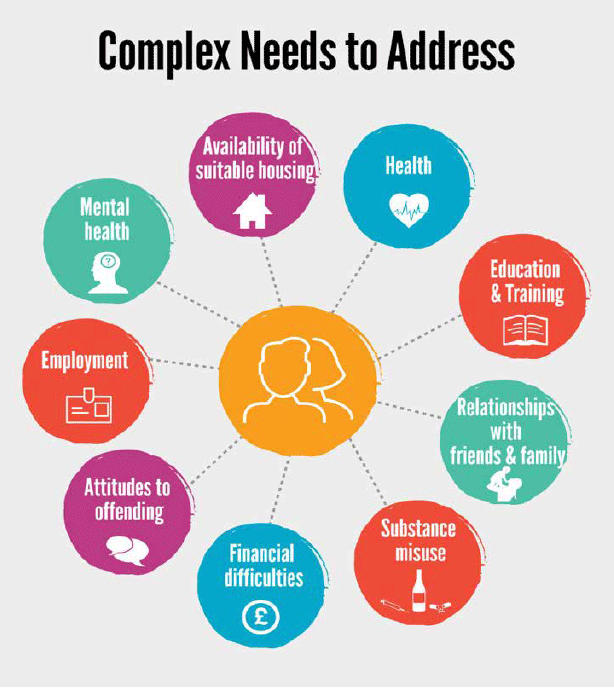 Complex Needs to Address
Availability of
suitable housing
Health
Mental
health
?
Education
& Training
Employment
Relationships
with
friends & family
Attitudes to
offending
Substance
misuse
Financial
difficulties
£